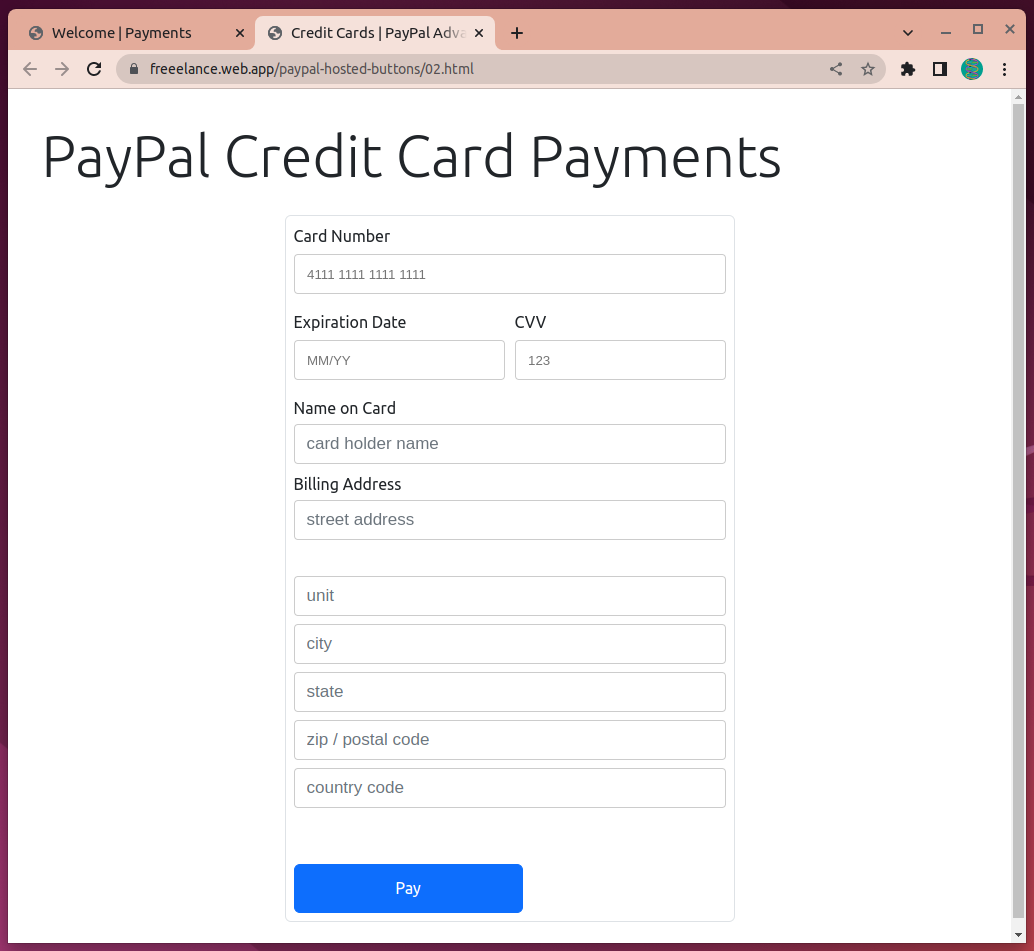 Welcome | Payments
Credit Cards | PayPal Adva
freeelance.web.app/paypal-hosted-buttons/02.html
PayPal Credit Card Payments
Card Number
4111 1111 1111 1111
Expiration Date CVV
MM/YY 123
Name on Card
card holder name
Billing Address
street address
unit
city
state
zip / postal code
country code
Pay